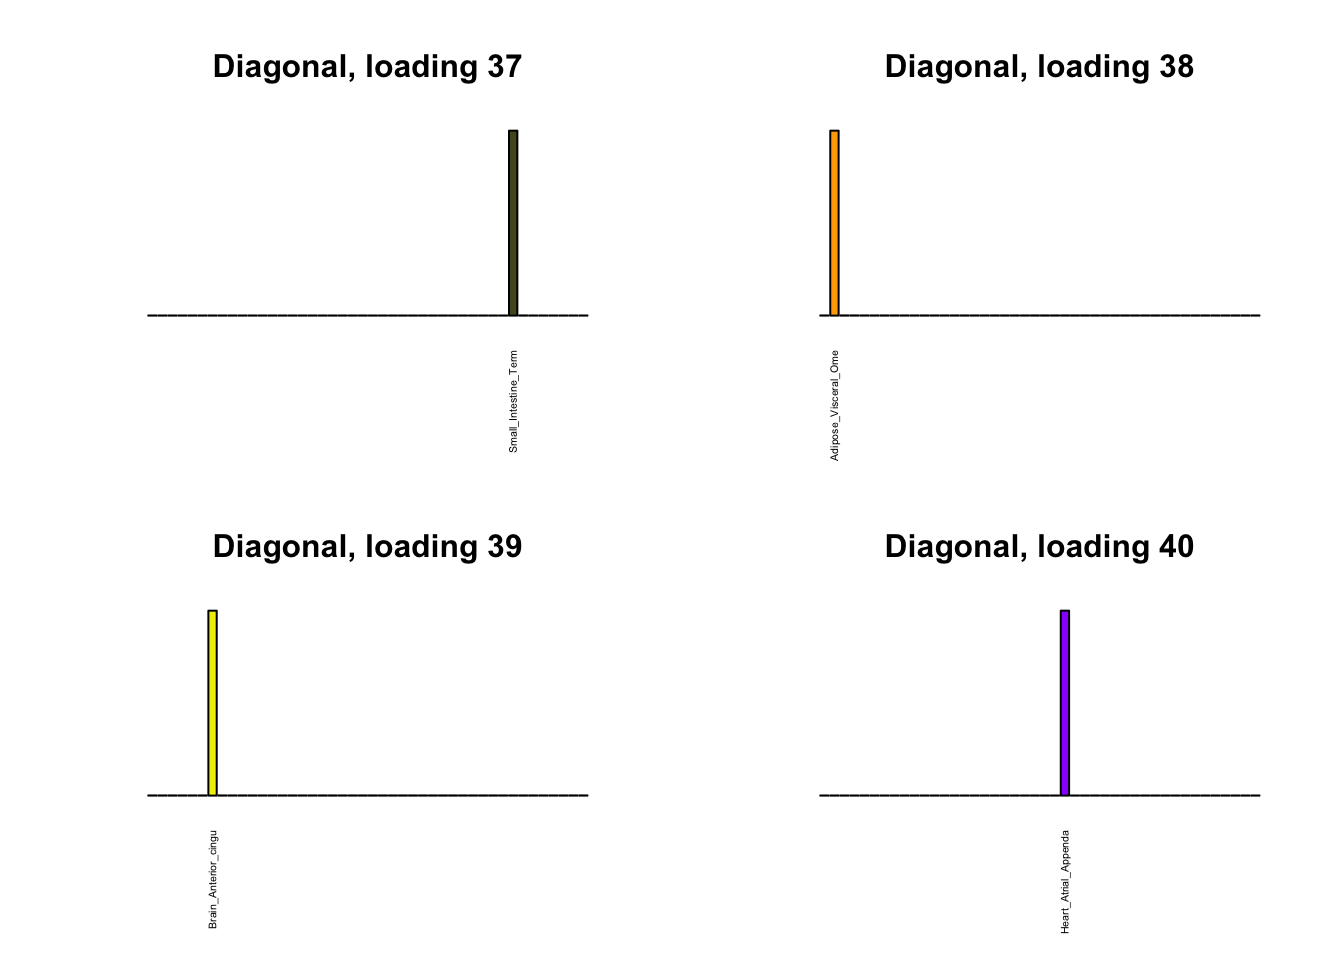 Diagonal, loading 37
Diagonal, loading 38
Small_Intestine_Term
Adipose_Visceral_Ome
Diagonal, loading 39
Diagonal, loading 40
Brain_Anterior_cingu
Heart_Atrial_Appenda